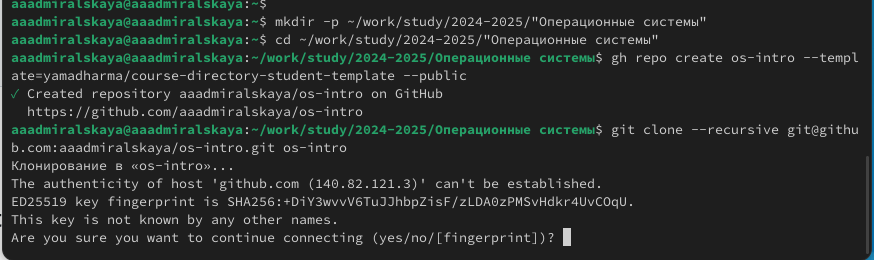 aaadmiralskaya@aaadmiralskaya:~$
aaadmiralskaya@aaadmiralskaya:~$ mkdir -p ~/work/study/2024-2025/"Операционные системы"
aaadmiralskaya@aaadmiralskaya:~$ cd ~/work/study/2024-2025/"Операционные системы"
aaadmiralskaya@aaadmiralskaya:~/work/study/2024-2025/Операционные системы$ gh repo create os-intro --templ
ate=yamadharma/course-directory-student-template --public
✓ Created repository aaadmiralskaya/os-intro on GitHub
https://github.com/aaadmiralskaya/os-intro
aaadmiralskaya@aaadmiralskaya:~/work/study/2024-2025/Операционные системы$ git clone --recursive git@githu
b.com:aaadmiralskaya/os-intro.git os-intro
Клонирование в «os-intro»...
The authenticity of host 'github.com (140.82.121.3)' can't be established.
ED25519 key fingerprint is SHA256:+DiY3wvvV6TuJJhbpZisF/zLDA0zPMSvHdkr4UvCOqU.
This key is not known by any other names.
Are you sure you want to continue connecting (yes/no/[fingerprint])?